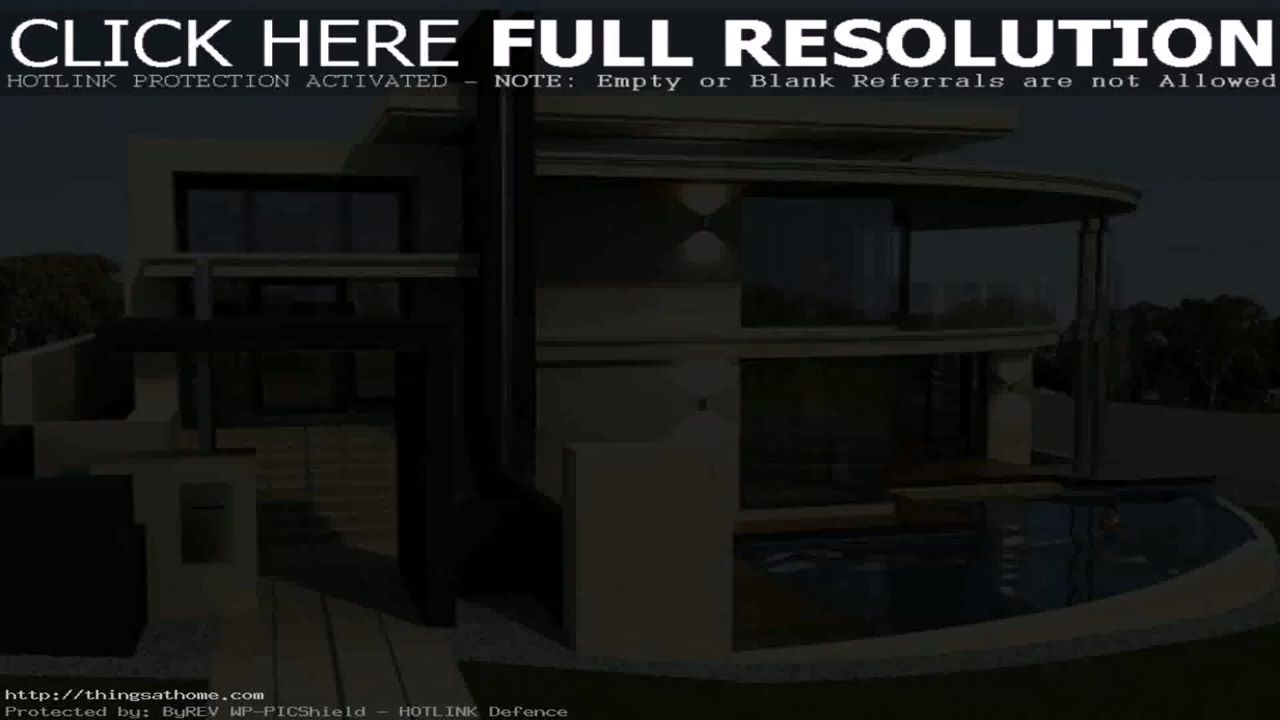 CLICK HERE FULL RESOLUTION
HOTLINK PROTECTION ACTIVATED - NOTE: Empty or Blank Referrals are not Allowed
http://thingsathome.com
Protected by: ByREV WP-PICShield - HOTLINK Defence